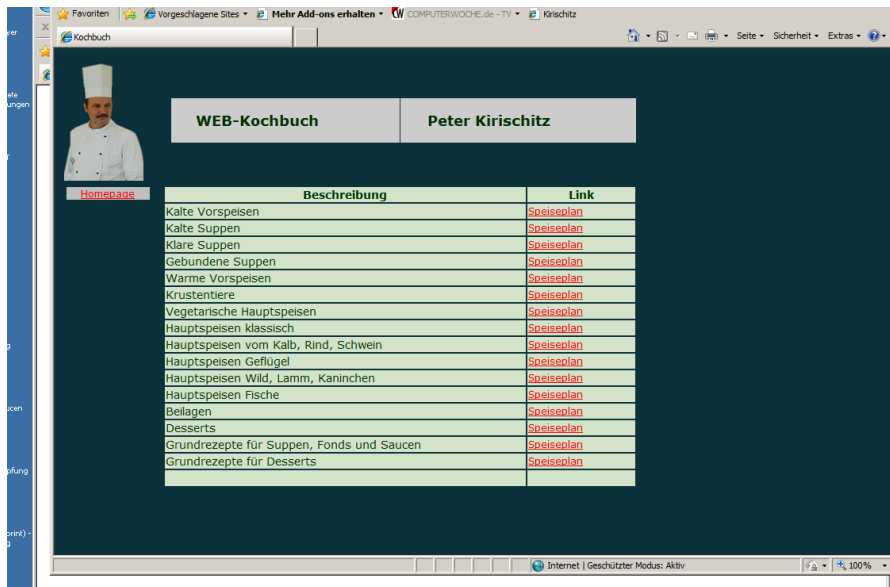 Favoriten Vorgeschlagene Sites Mehr Add-ons erhalten COMPUTERWOCHE.de - TV Kirischitz
Kochbuch Seite Sicherheit Extras
WEB-Kochbuch Peter Kirischitz
Homepage
Beschreibung Link
Kalte Vorspeisen Speiseplan
Kalte Suppen Speiseplan
Klare Suppen Speiseplan
Gebundene Suppen Speiseplan
Warme Vorspeisen Speiseplan
Krustentiere Speiseplan
Vegetarische Hauptspeisen Speiseplan
Hauptspeisen klassisch Speiseplan
Hauptspeisen vom Kalb, Rind, Schwein Speiseplan
Hauptspeisen Geflügel Speiseplan
Hauptspeisen Wild, Lamm, Kaninchen Speiseplan
Hauptspeisen Fische Speiseplan
Beilagen Speiseplan
Desserts Speiseplan
Grundrezepte für Suppen, Fonds und Saucen Speiseplan
Grundrezepte für Desserts Speiseplan
Internet | Geschützter Modus: Aktiv 100%